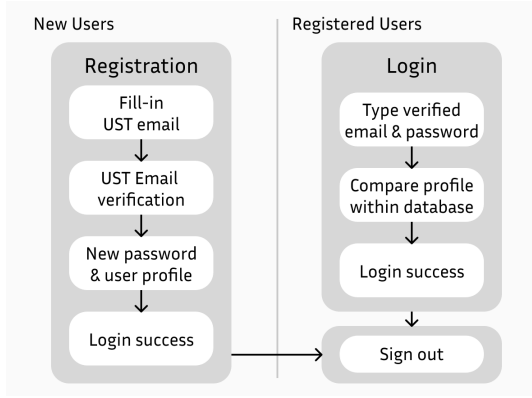 New Users
Registration
Fill-in
UST email
UST Email
verification
New password
& user profile
Login success
Registered Users
Login
Type verified
email & password
Compare profile
within database
Login success
Sign out